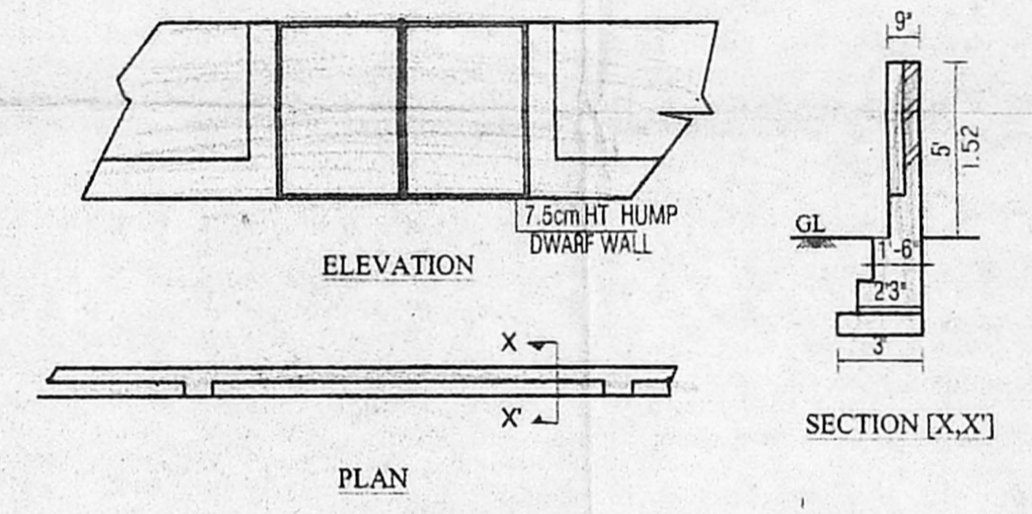 7.5cm HT HUMP
DWARF WALL
ELEVATION
X
X'
PLAN
9"
5'
1.52
GL
1'-6"
2'3"
3'
SECTION [X,X']